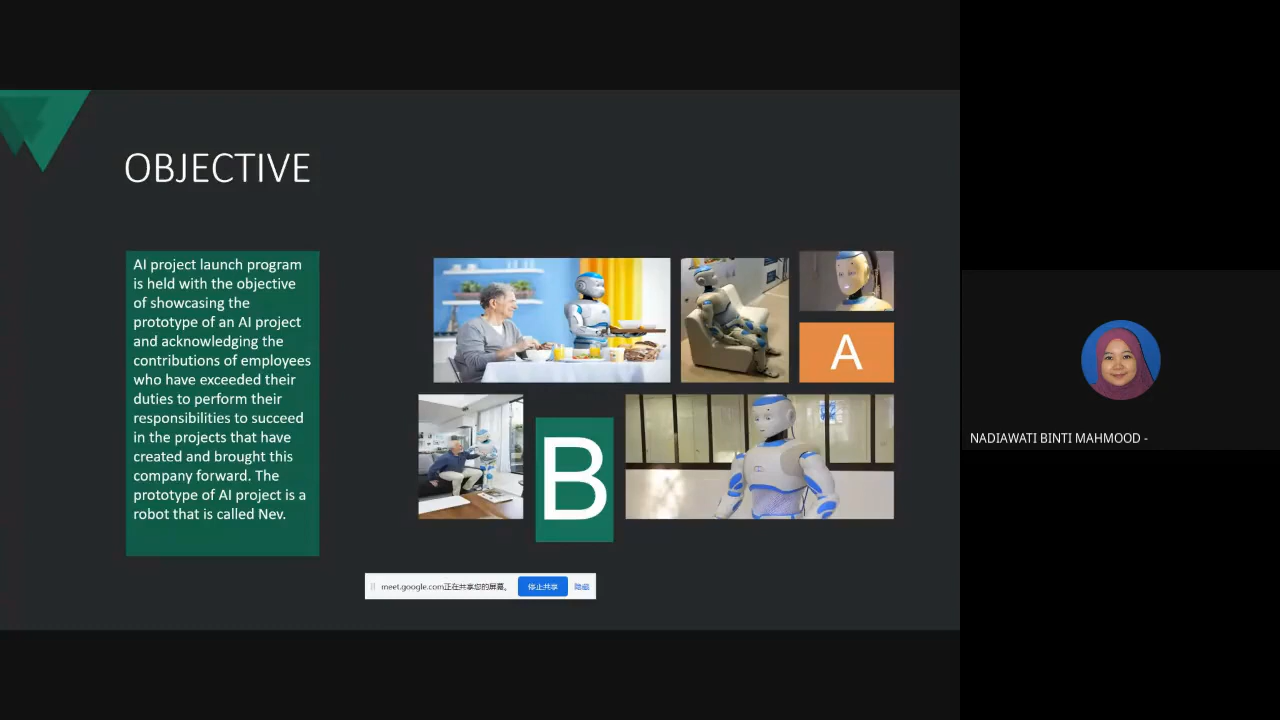 OBJECTIVE
AI project launch program
is held with the objective
of showcasing the
prototype of an AI project
and acknowledging the
contributions of employees
who have exceeded their
duties to perform their
responsibilities to succeed
in the projects that have
created and brought this
company forward. The
prototype of AI project is a
robot that is called Nev.
A
B
meet.google.com正在共享您的屏幕。 停止共享 隐藏
NADIAWATI BINTI MAHMOOD -